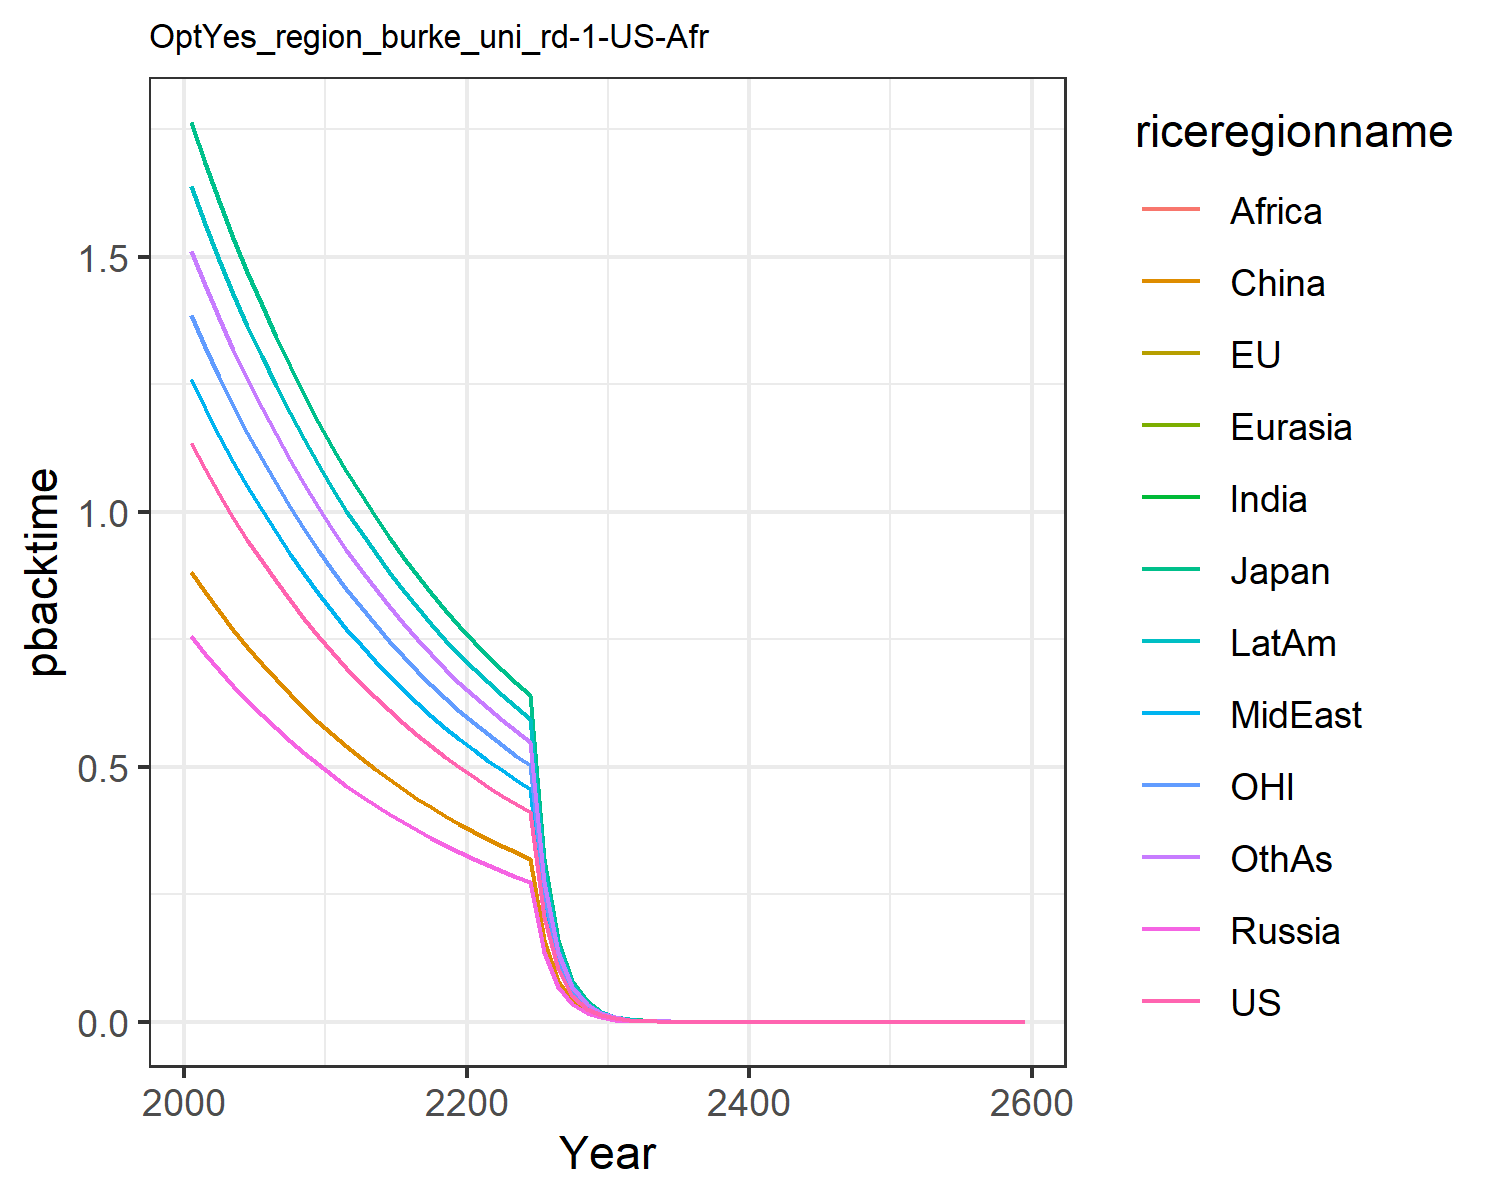 OptYes_region_burke_uni_rd-1-US-Afr
pbacktime
1.5
1.0
0.5
0.0
2000
2200
2400
2600
Year
riceregionname
Africa
China
EU
Eurasia
India
Japan
LatAm
MidEast
OHI
OthAs
Russia
US